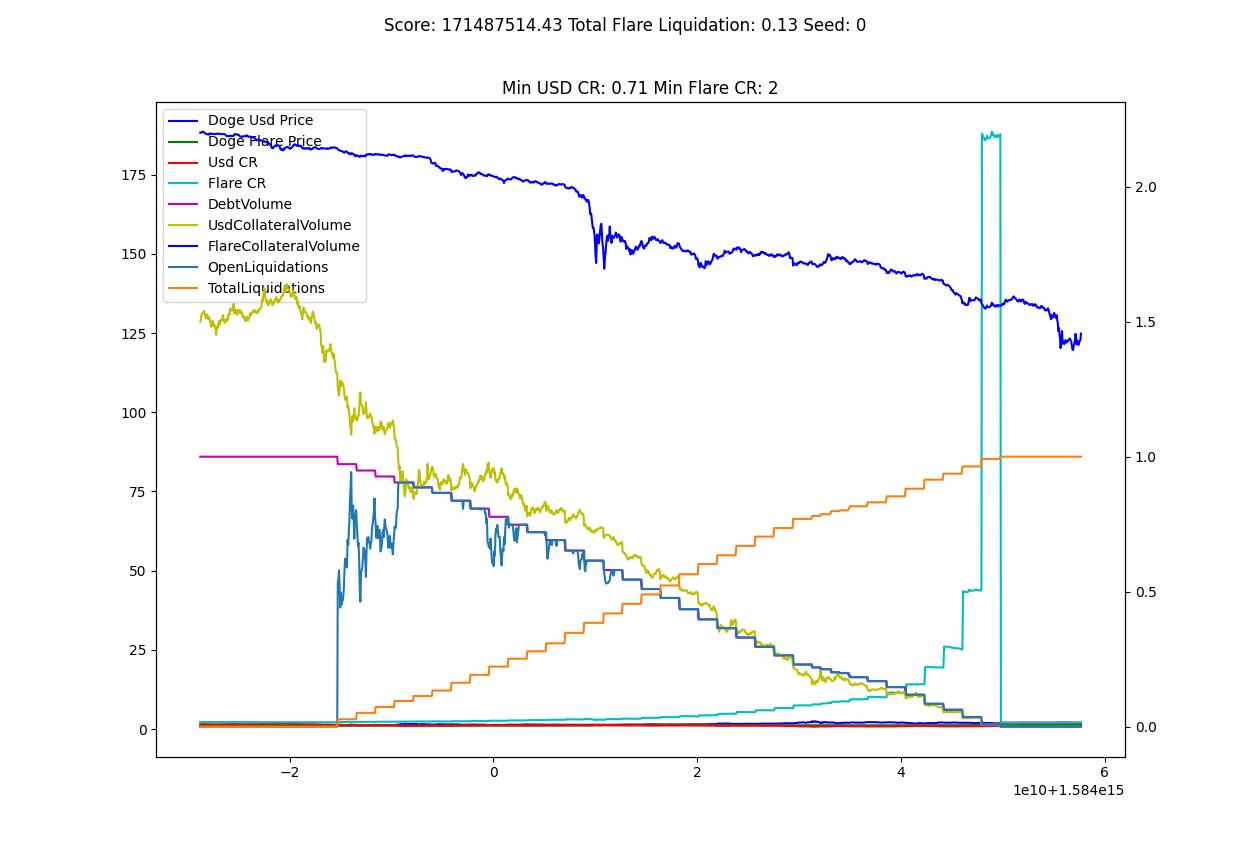 Score: 171487514.43 Total Flare Liquidation: 0.13 Seed: 0
Min USD CR: 0.71 Min Flare CR: 2
Doge Usd Price
Doge Flare Price
Usd CR
Flare CR
DebtVolume
UsdCollateralVolume
FlareCollateralVolume
OpenLiquidations
TotalLiquidations
175
150
125
100
75
50
25
0
2.0
1.5
1.0
0.5
0.0
−2
0
2
4
6
1e10+1.584e15